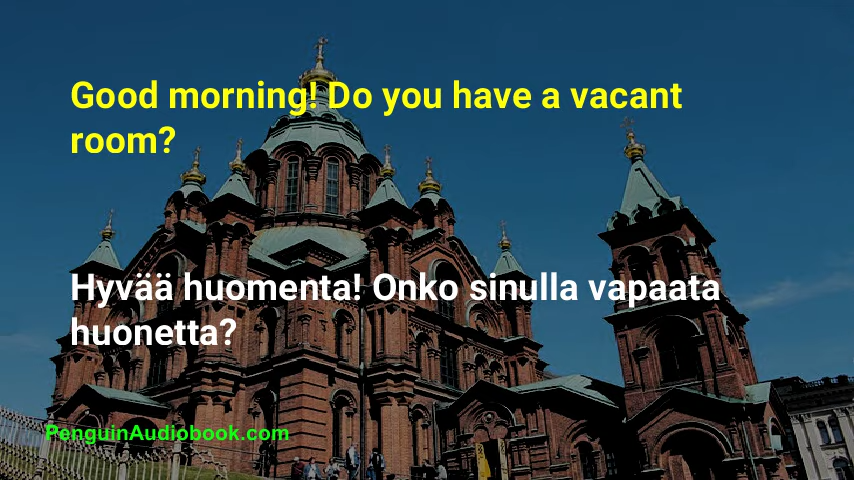 Good morning! Do you have a vacant
room?
Hyvää huomenta! Onko sinulla vapaata
huonetta?
PenguinAudiobook.com